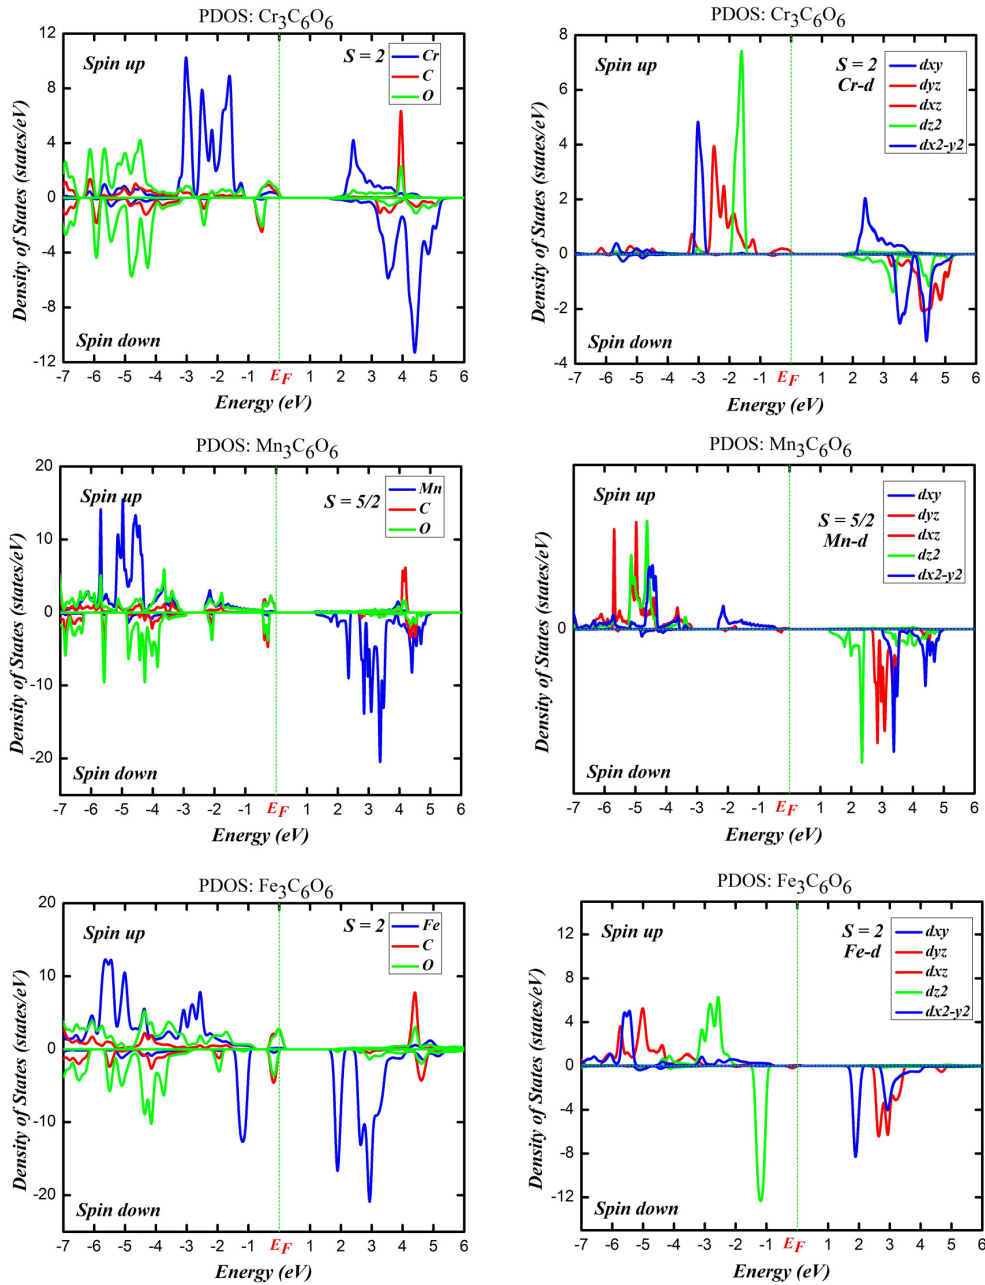 PDOS: Cr3C6O6
Spin up
S = 2
Cr
C
O
Spin down
Density of States (states/eV)
12
8
4
0
-4
-8
-12
-7 -6 -5 -4 -3 -2 -1 EF 1 2 3 4 5 6
Energy (eV)
PDOS: Cr3C6O6
Spin up
S = 2
Cr-d
dxy
dyz
dxz
dz2
dx2-y2
Spin down
Density of States (states/eV)
8
6
4
2
0
-2
-4
-7 -6 -5 -4 -3 -2 -1 EF 1 2 3 4 5 6
Energy (eV)
PDOS: Mn3C6O6
Spin up
S = 5/2
Mn
C
O
Spin down
Density of States (states/eV)
20
10
0
-10
-20
-7 -6 -5 -4 -3 -2 -1 EF 1 2 3 4 5 6
Energy (eV)
PDOS: Mn3C6O6
Spin up
S = 5/2
Mn-d
dxy
dyz
dxz
dz2
dx2-y2
Spin down
Density of States (states/eV)
0
-7 -6 -5 -4 -3 -2 -1 EF 1 2 3 4 5 6
Energy (eV)
PDOS: Fe3C6O6
Spin up
S = 2
Fe
C
O
Spin down
Density of States (states/eV)
20
10
0
-10
-20
-7 -6 -5 -4 -3 -2 -1 EF 1 2 3 4 5 6
Energy (eV)
PDOS: Fe3C6O6
Spin up
S = 2
Fe-d
dxy
dyz
dxz
dz2
dx2-y2
Spin down
Density of States (states/eV)
12
8
4
0
-4
-8
-12
-7 -6 -5 -4 -3 -2 -1 EF 1 2 3 4 5 6
Energy (eV)